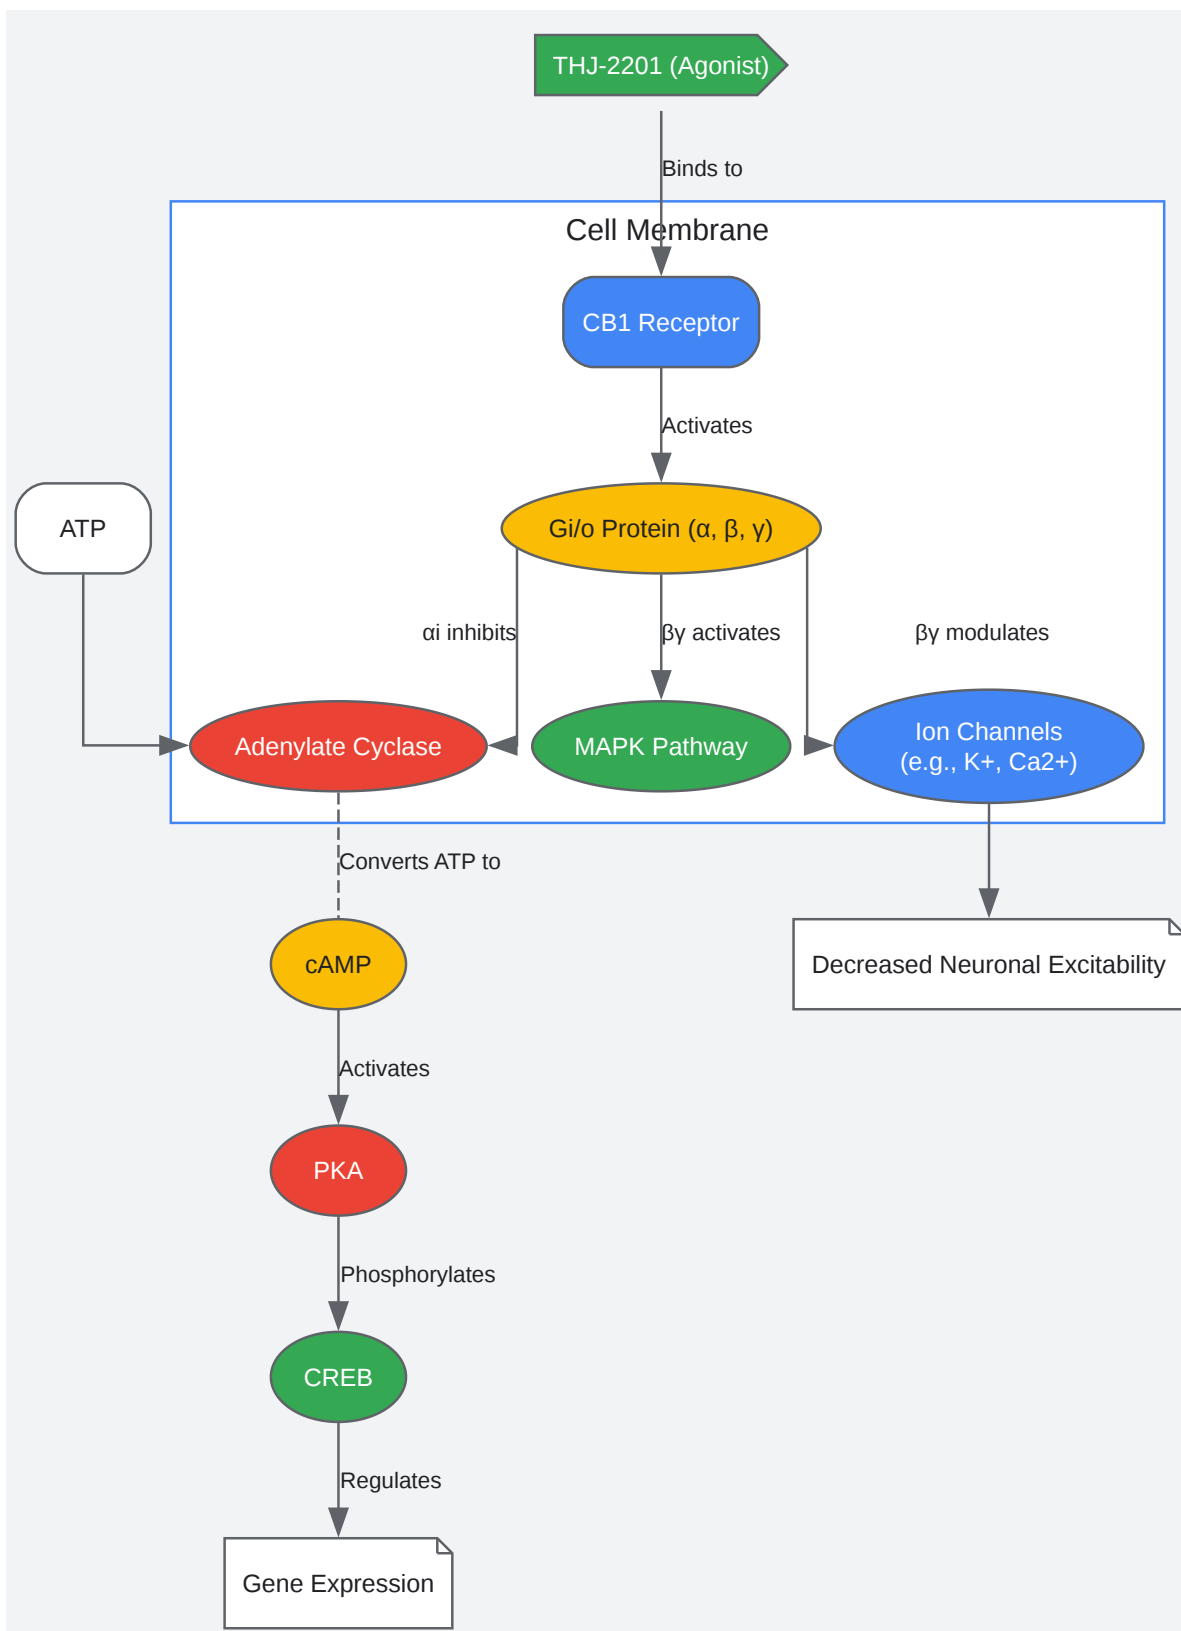 THJ-2201 (Agonist)
Binds to
Cell Membrane
CB1 Receptor
Activates
ATP
Gi/o Protein (α, β, γ)
αi inhibits
βγ activates
βγ modulates
Adenylate Cyclase
MAPK Pathway
Ion Channels
(e.g., K+, Ca2+)
Converts ATP to
cAMP
Decreased Neuronal Excitability
Activates
PKA
Phosphorylates
CREB
Regulates
Gene Expression